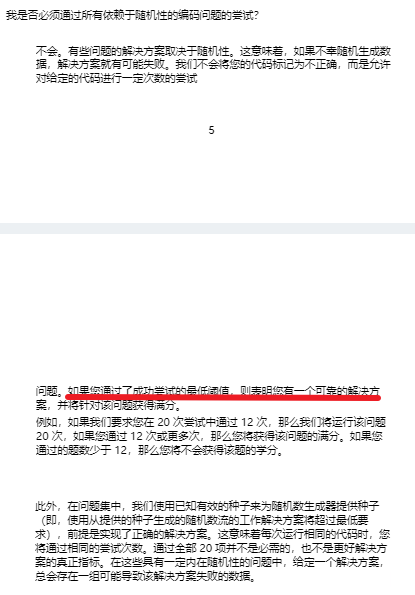 我是否必须通过所有依赖于随机性的编码问题的尝试？
不会。有些问题的解决方案取决于随机性。这意味着，如果不幸随机生成数
据，解决方案就有可能失败。我们不会将您的代码标记为不正确，而是允许
对给定的代码进行一定次数的尝试
5
问题。如果您通过了成功尝试的最低阈值，则表明您有一个可靠的解决方
案，并将针对该问题获得满分。
例如，如果我们要求您在 20 次尝试中通过 12 次，那么我们将运行该问题
20 次，如果您通过 12 次或更多次，那么您将获得该问题的满分。如果您
通过的题数少于 12，那么您将不会获得该题的学分。
此外，在问题集中，我们使用已知有效的种子来为随机数生成器提供种子
（即，使用从提供的种子生成的随机数流的工作解决方案将超过最低要
求），前提是实现了正确的解决方案。这意味着每次运行相同的代码时，您
将通过相同的尝试次数。通过全部 20 项并不是必需的，也不是更好解决方
案的真正指标。在这些具有一定内在随机性的问题中，给定一个解决方案，
总会存在一组可能导致该解决方案失败的数据。